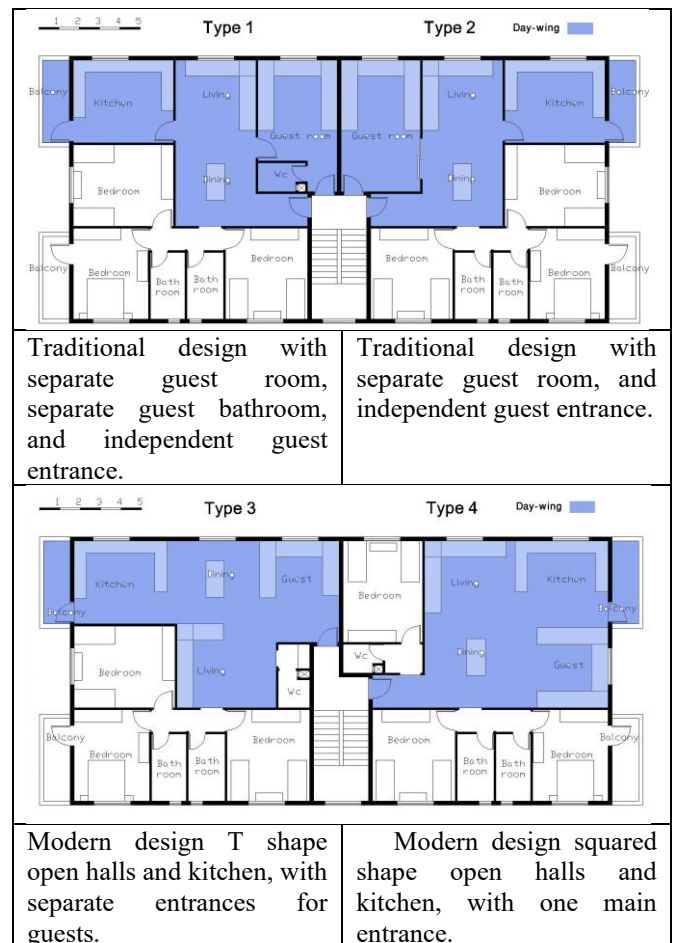 1 2 3 4 5
Type 1
Type 2
Day-wing
Balcony
Kitchen
Living
Guest room
Guest room
Living
Kitchen
Balcony
Bedroom
Dining
Wc
Dining
Bedroom
Balcony
Bedroom
Bath room
Bath room
Bedroom
Bedroom
Bath room
Bath room
Bedroom
Balcony
Traditional design with
separate guest room,
separate guest bathroom,
and independent guest
entrance.
Traditional design with
separate guest room, and
independent guest entrance.
1 2 3 4 5
Type 3
Type 4
Day-wing
Balcony
Kitchen
Dining
Guest
Bedroom
Living
Kitchen
Balcony
Bedroom
Living
Wc
Wc
Dining
Guest
Balcony
Bedroom
Bath room
Bath room
Bedroom
Bedroom
Bath room
Bath room
Bedroom
Balcony
Modern design T shape
open halls and kitchen, with
separate entrances for
guests.
Modern design squared
shape open halls and
kitchen, with one main
entrance.